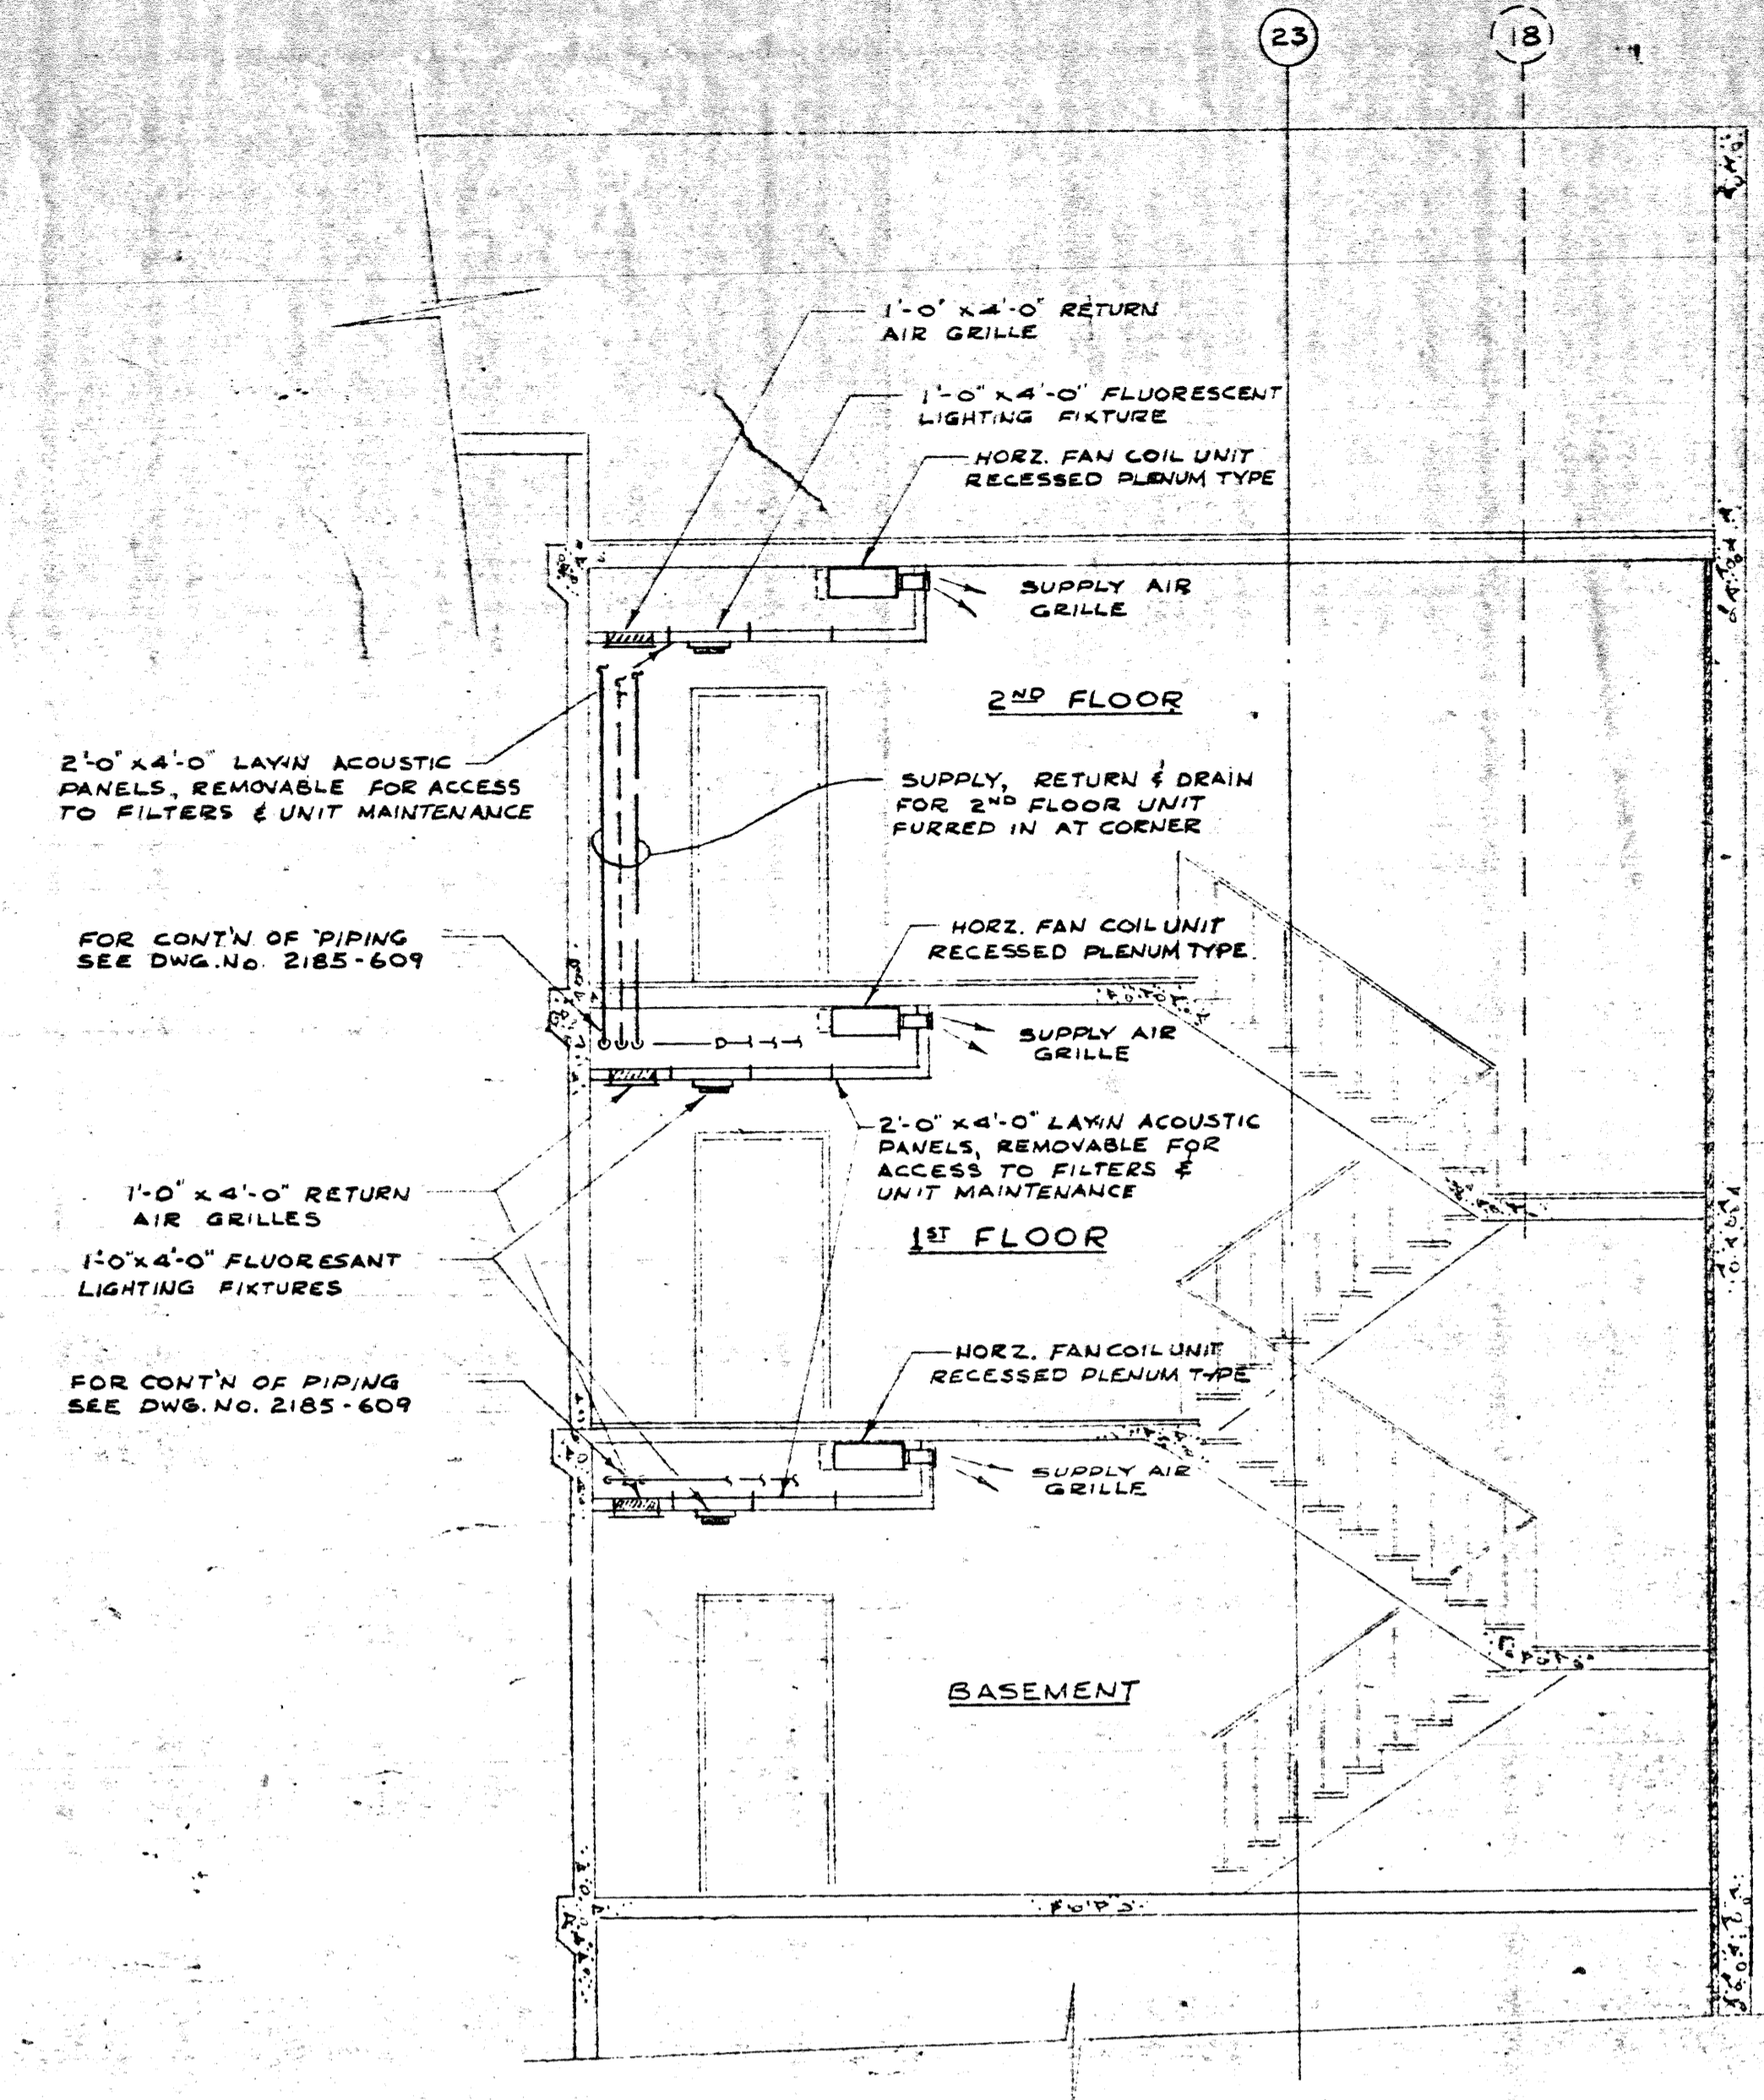 23
18
1'-0" x 4'-0" RETURN
AIR GRILLE
1'-0" x 4'-0" FLUORESCENT
LIGHTING FIXTURE
HORZ. FAN COIL UNIT
RECESSED PLENUM TYPE
SUPPLY AIR
GRILLE
2ND FLOOR
2'-0" x 4'-0" LAYIN ACOUSTIC
PANELS, REMOVABLE FOR ACCESS
TO FILTERS & UNIT MAINTENANCE
SUPPLY, RETURN & DRAIN
FOR 2ND FLOOR UNIT
FURRED IN AT CORNER
FOR CONT'N OF PIPING
SEE DWG. No. 2185-609
HORZ. FAN COIL UNIT
RECESSED PLENUM TYPE.
SUPPLY AIR
GRILLE
2'-0" x 4'-0" LAYIN ACOUSTIC
PANELS, REMOVABLE FOR
ACCESS TO FILTERS &
UNIT MAINTENANCE
1'-0" x 4'-0" RETURN
AIR GRILLES
1ST FLOOR
1'-0" x 4'-0" FLUORESANT
LIGHTING FIXTURES
HORZ. FAN COIL UNIT
RECESSED PLENUM TYPE
FOR CONT'N OF PIPING
SEE DWG. NO. 2185-609
SUPPLY AIR
GRILLE
BASEMENT